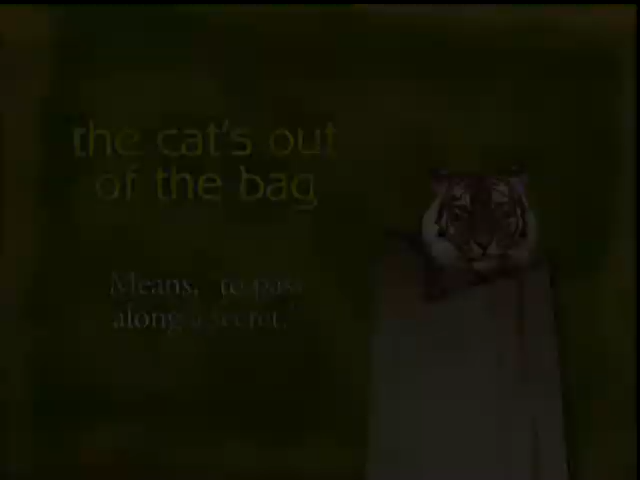 the cat's out
of the bag
Means, "to pass
along a secret."